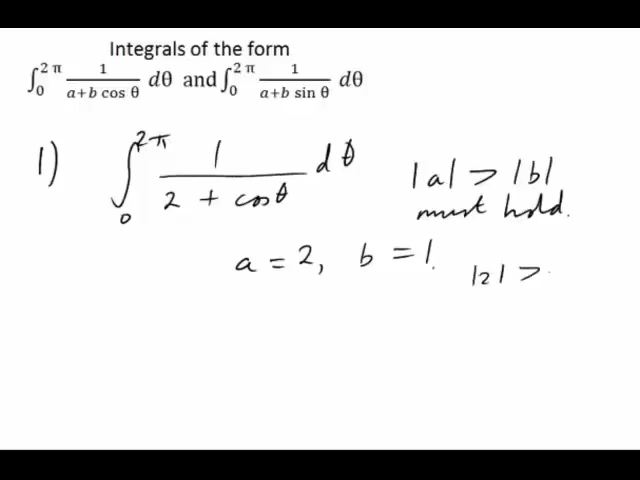 Integrals of the form
∫₀^{2π} 1/(a+b cos θ) dθ and ∫₀^{2π} 1/(a+b sin θ) dθ
1) ∫₀^{2π} 1/(2 + cosθ) dθ
|a| > |b|
must hold.
a = 2, b = 1.
|2| >